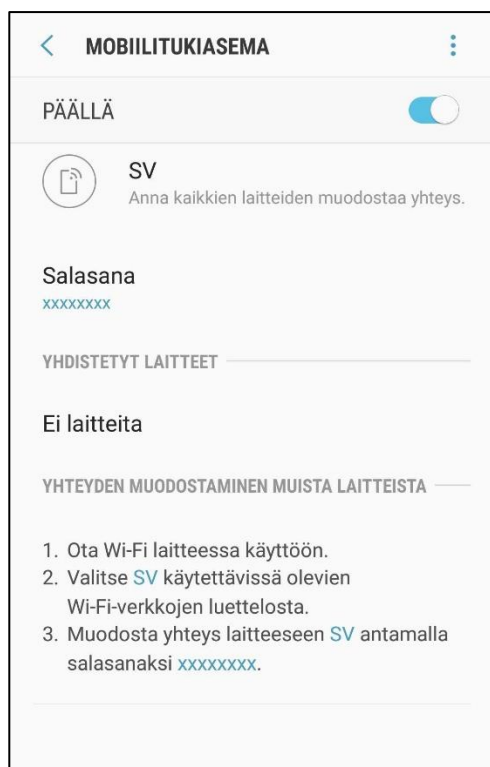 MOBIILITUKIASEMA
PÄÄLLÄ
SV
Anna kaikkien laitteiden muodostaa yhteys.
Salasana
xxxxxxxx
YHDISTETYT LAITTEET
Ei laitteita
YHTEYDEN MUODOSTAMINEN MUISTA LAITTEISTA
1. Ota Wi-Fi laitteessa käyttöön.
2. Valitse SV käytettävissä olevien
Wi-Fi-verkkojen luettelosta.
3. Muodosta yhteys laitteeseen SV antamalla
salasanaksi xxxxxxxx.